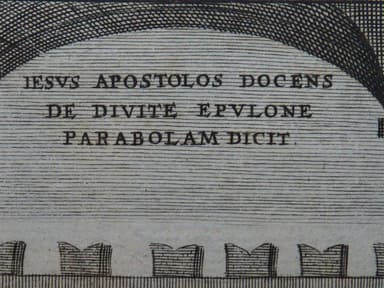 IESVS APOSTOLOS DOCENS
DE DIVITE EPVLONE
PARABOLAM DICIT.